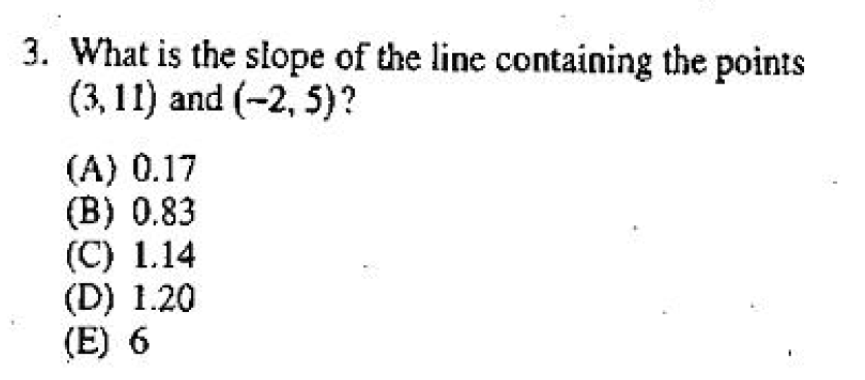 3. What is the slope of the line containing the points
(3, 11) and (−2, 5)?
(A) 0.17
(B) 0.83
(C) 1.14
(D) 1.20
(E) 6